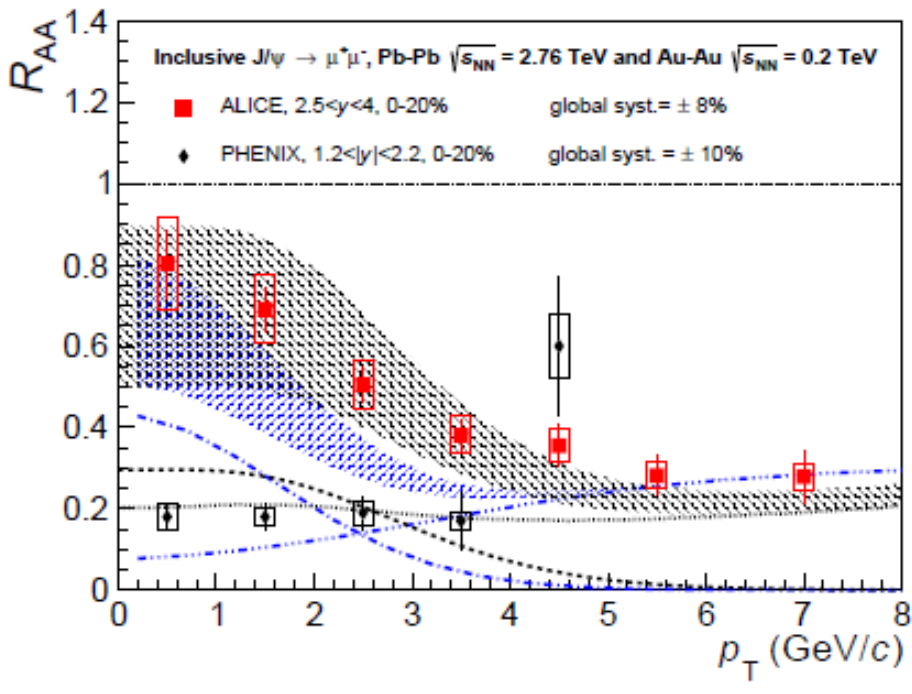 R_AA
1.4
1.2
1
0.8
0.6
0.4
0.2
0
Inclusive J/ψ → μ⁺μ⁻, Pb-Pb √s_NN = 2.76 TeV and Au-Au √s_NN = 0.2 TeV
ALICE, 2.5<y<4, 0-20% global syst.= ± 8%
PHENIX, 1.2<|y|<2.2, 0-20% global syst. = ± 10%
0 1 2 3 4 5 6 7 8
p_T (GeV/c)